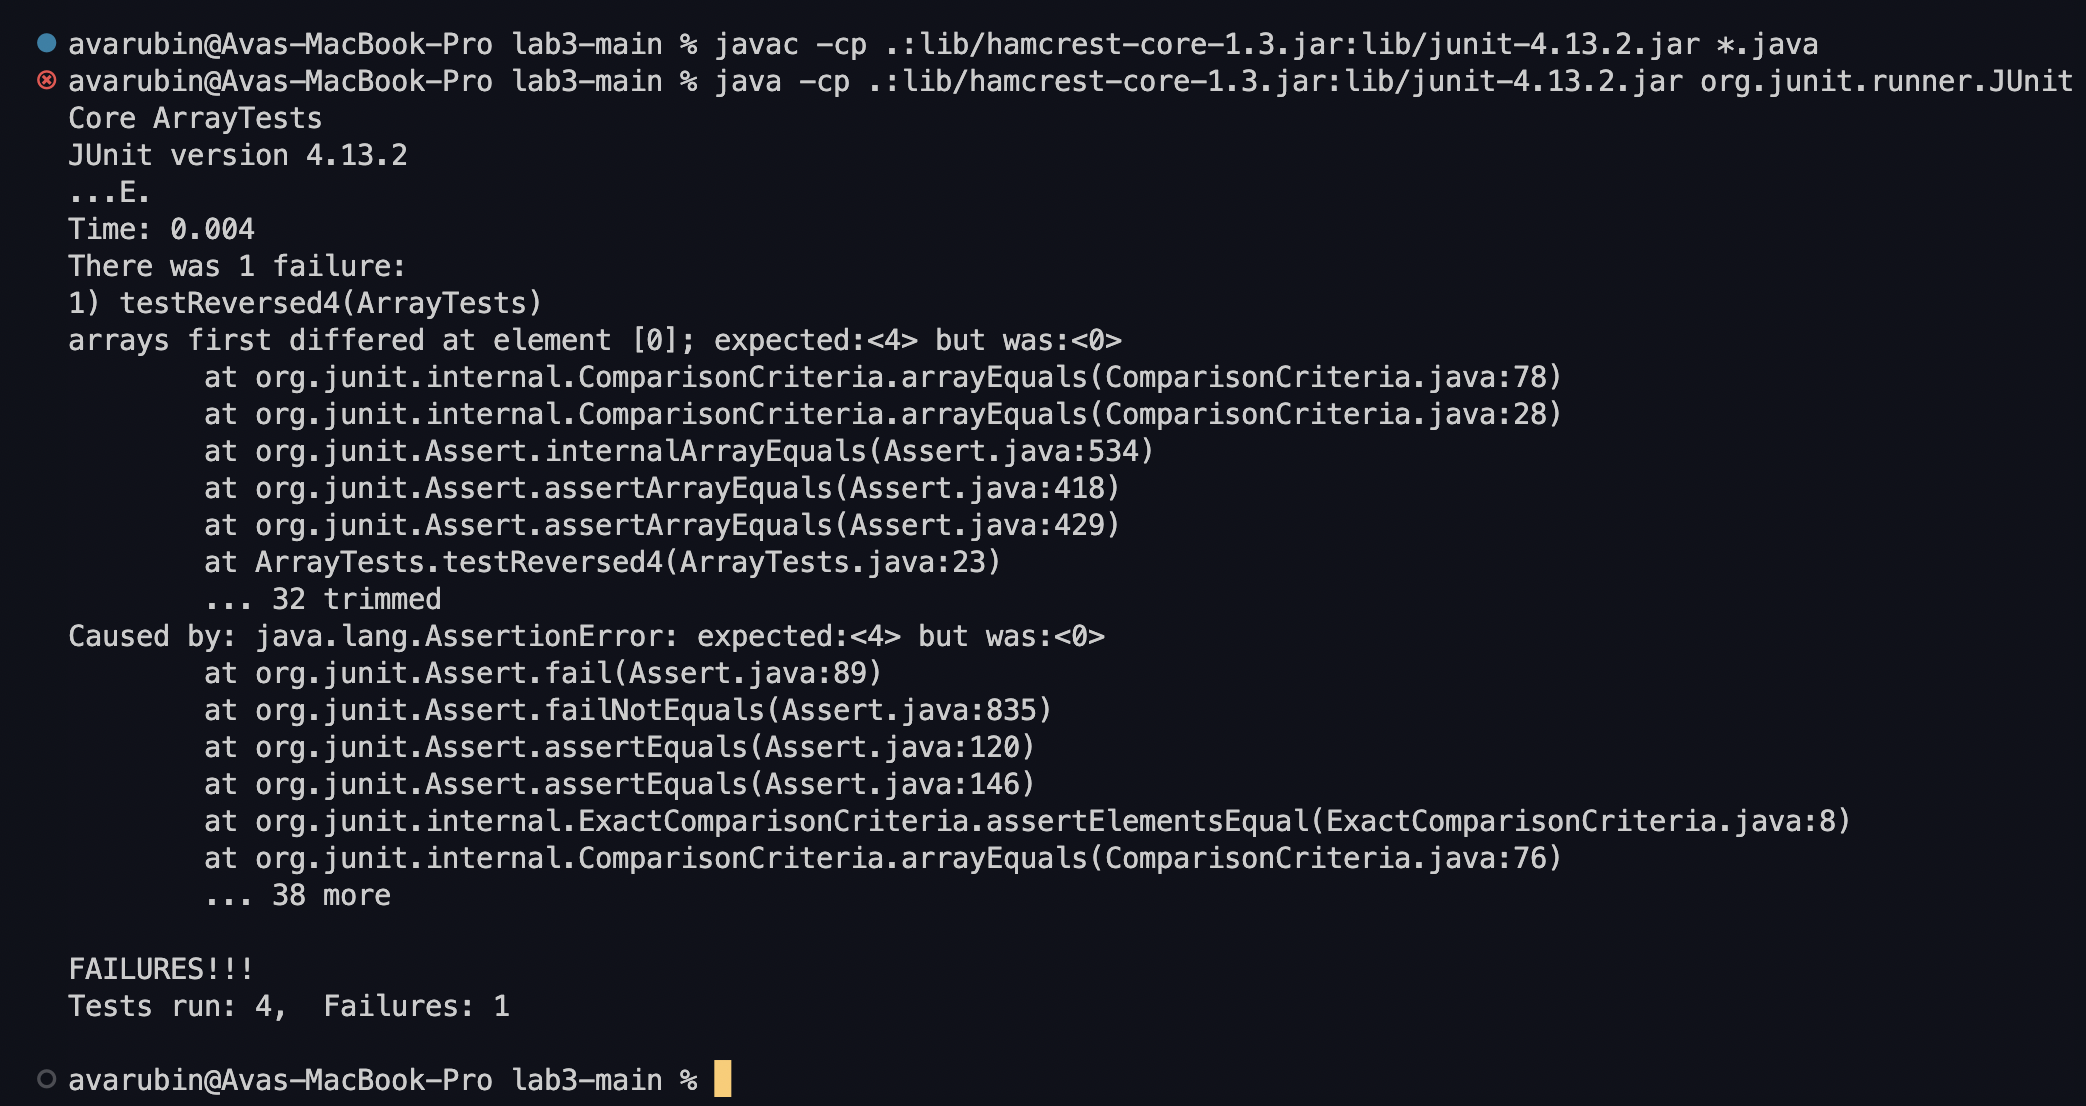 avarubin@Avas-MacBook-Pro lab3-main % javac -cp .:lib/hamcrest-core-1.3.jar:lib/junit-4.13.2.jar *.java
avarubin@Avas-MacBook-Pro lab3-main % java -cp .:lib/hamcrest-core-1.3.jar:lib/junit-4.13.2.jar org.junit.runner.JUnit
Core ArrayTests
JUnit version 4.13.2
...E.
Time: 0.004
There was 1 failure:
1) testReversed4(ArrayTests)
arrays first differed at element [0]; expected:<4> but was:<0>
        at org.junit.internal.ComparisonCriteria.arrayEquals(ComparisonCriteria.java:78)
        at org.junit.internal.ComparisonCriteria.arrayEquals(ComparisonCriteria.java:28)
        at org.junit.Assert.internalArrayEquals(Assert.java:534)
        at org.junit.Assert.assertArrayEquals(Assert.java:418)
        at org.junit.Assert.assertArrayEquals(Assert.java:429)
        at ArrayTests.testReversed4(ArrayTests.java:23)
        ... 32 trimmed
Caused by: java.lang.AssertionError: expected:<4> but was:<0>
        at org.junit.Assert.fail(Assert.java:89)
        at org.junit.Assert.failNotEquals(Assert.java:835)
        at org.junit.Assert.assertEquals(Assert.java:120)
        at org.junit.Assert.assertEquals(Assert.java:146)
        at org.junit.internal.ExactComparisonCriteria.assertElementsEqual(ExactComparisonCriteria.java:8)
        at org.junit.internal.ComparisonCriteria.arrayEquals(ComparisonCriteria.java:76)
        ... 38 more

FAILURES!!!
Tests run: 4,  Failures: 1

avarubin@Avas-MacBook-Pro lab3-main %